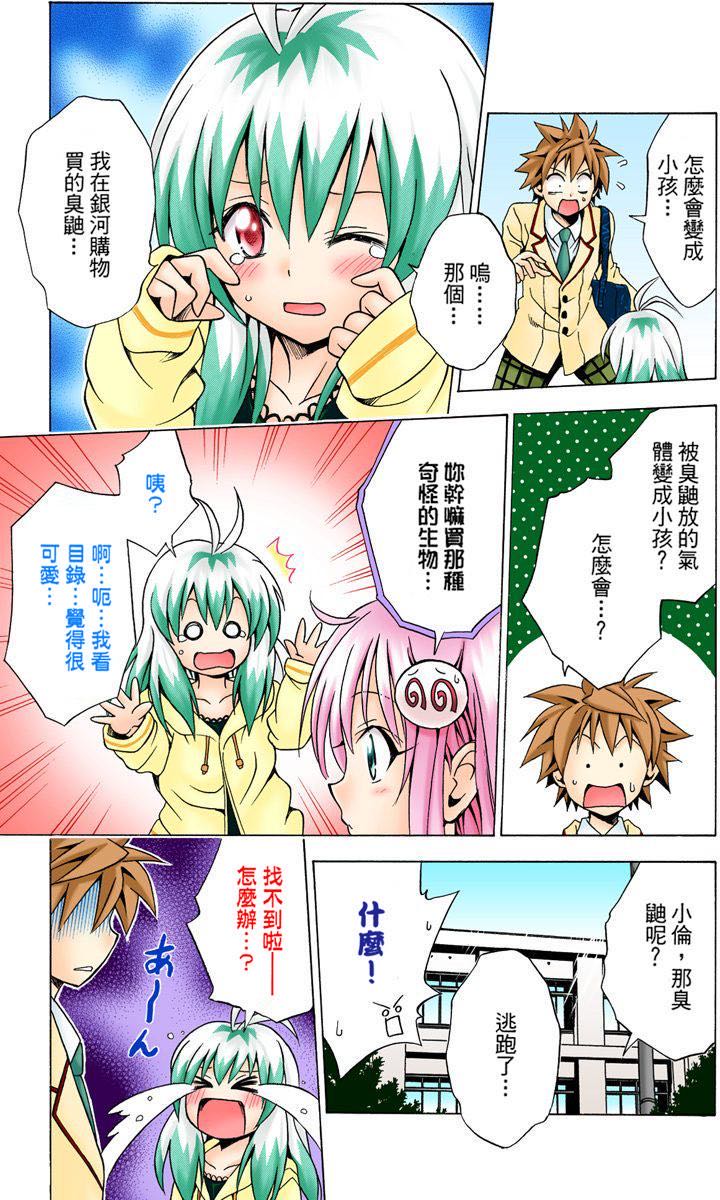 怎麼會變成
小孩…
嗚……
那個…
我在銀河購物
買的臭鼬…
被臭鼬放的氣
體變成小孩？
怎麼會…？
妳幹嘛買那種
奇怪的生物…
咦？
啊…呃…我看
目錄…覺得很
可愛…
小倫，那臭
鼬呢？
逃跑了…
什麼！
找不到啦——
怎麼辦…？
あ〜ん